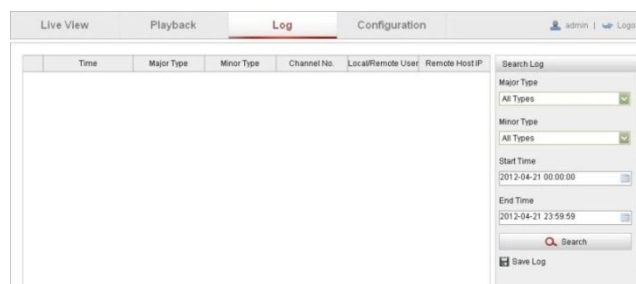 Live View Playback Log Configuration admin | Logo
Time Major Type Minor Type Channel No. Local/Remote User Remote Host IP
Search Log
Major Type
All Types
Minor Type
All Types
Start Time
2012-04-21 00:00:00
End Time
2012-04-21 23:59:59
Search
Save Log